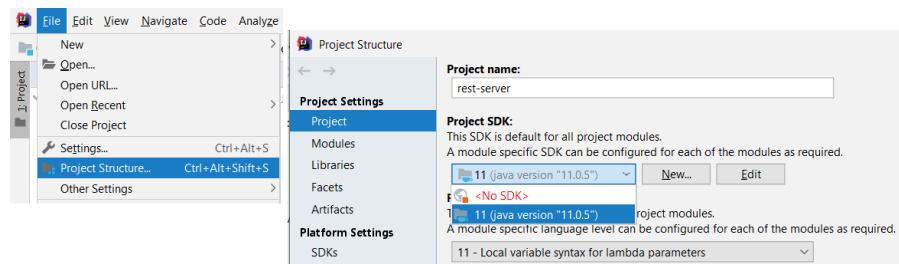 File Edit View Navigate Code Analyze
New
Open...
Open URL...
Open Recent
Close Project
Settings... Ctrl+Alt+S
Project Structure... Ctrl+Alt+Shift+S
Other Settings
1: Project
Project Structure
Project Settings
Project
Modules
Libraries
Facets
Artifacts
Platform Settings
SDKs
Project name:
rest-server
Project SDK:
This SDK is default for all project modules.
A module specific SDK can be configured for each of the modules as required.
11 (java version "11.0.5") New... Edit
<No SDK>
11 (java version "11.0.5") roject modules.
A module specific language level can be configured for each of the modules as required.
11 - Local variable syntax for lambda parameters